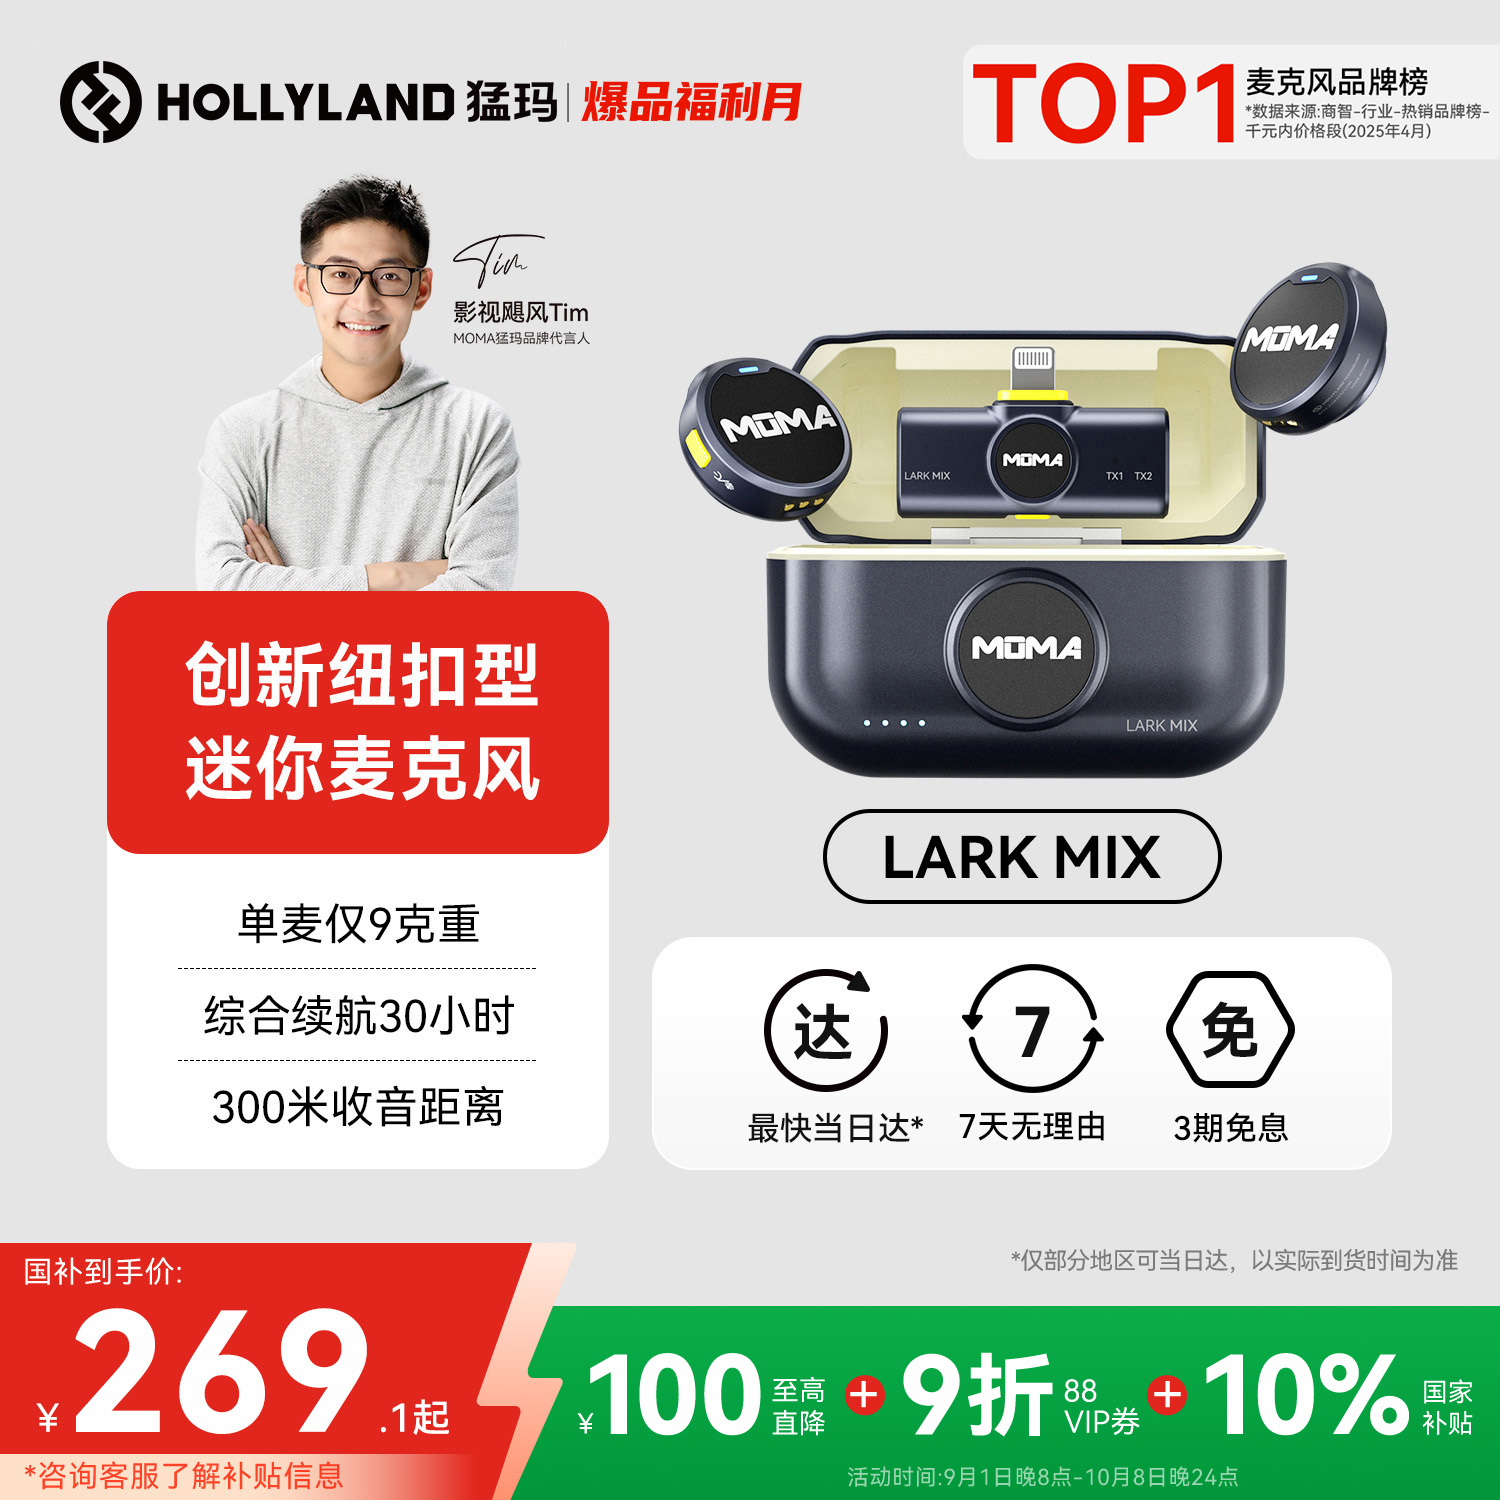 HOLLYLAND 猛玛 | 爆品福利月
TOP1
麦克风品牌榜
*数据来源:商智-行业-热销品牌榜-
千元内价格段(2025年4月)
Tim
影视飓风Tim
MOMA猛玛品牌代言人
MOMA
MOMA
LARK MIX
MOMA
TX1 TX2
MOMA
LARK MIX
LARK MIX
创新纽扣型
迷你麦克风
单麦仅9克重
综合续航30小时
300米收音距离
达
最快当日达*
7
7天无理由
免
3期免息
*仅部分地区可当日达，以实际到货时间为准
国补到手价:
¥269.1起
*咨询客服了解补贴信息
¥100至高直降+9折88VIP券+10%国家补贴
活动时间:9月1日晚8点-10月8日晚24点